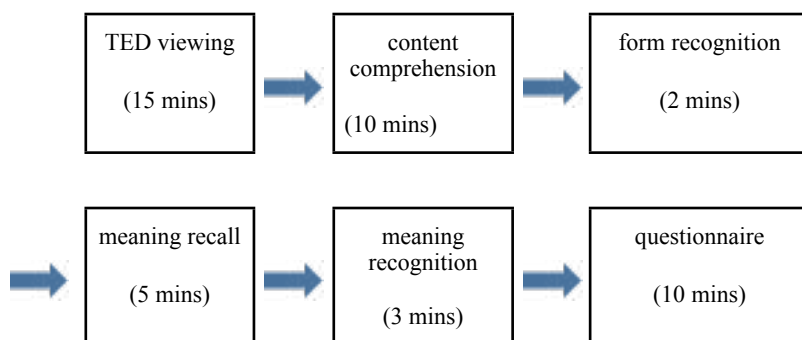 TED viewing
(15 mins)
content
comprehension
(10 mins)
form recognition
(2 mins)
meaning recall
(5 mins)
meaning
recognition
(3 mins)
questionnaire
(10 mins)